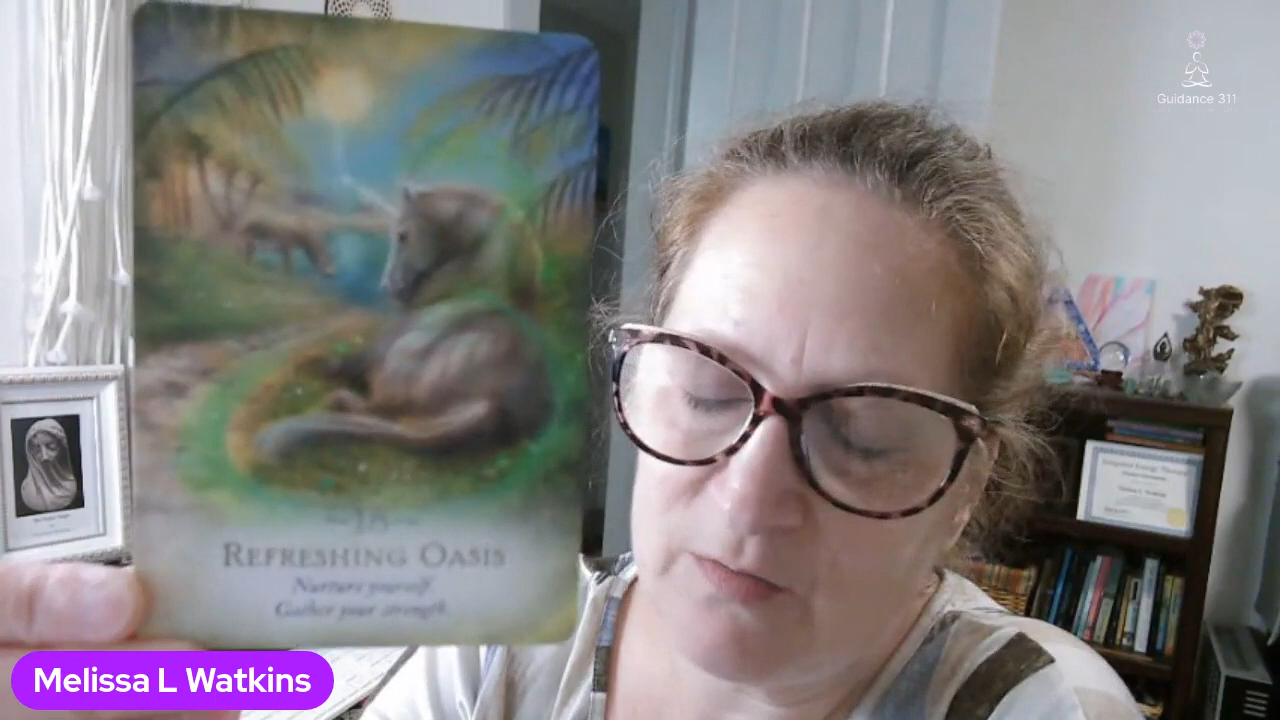 Guidance 311
REFRESHING OASIS
Nurture yourself.
Gather your strength.
Melissa L Watkins